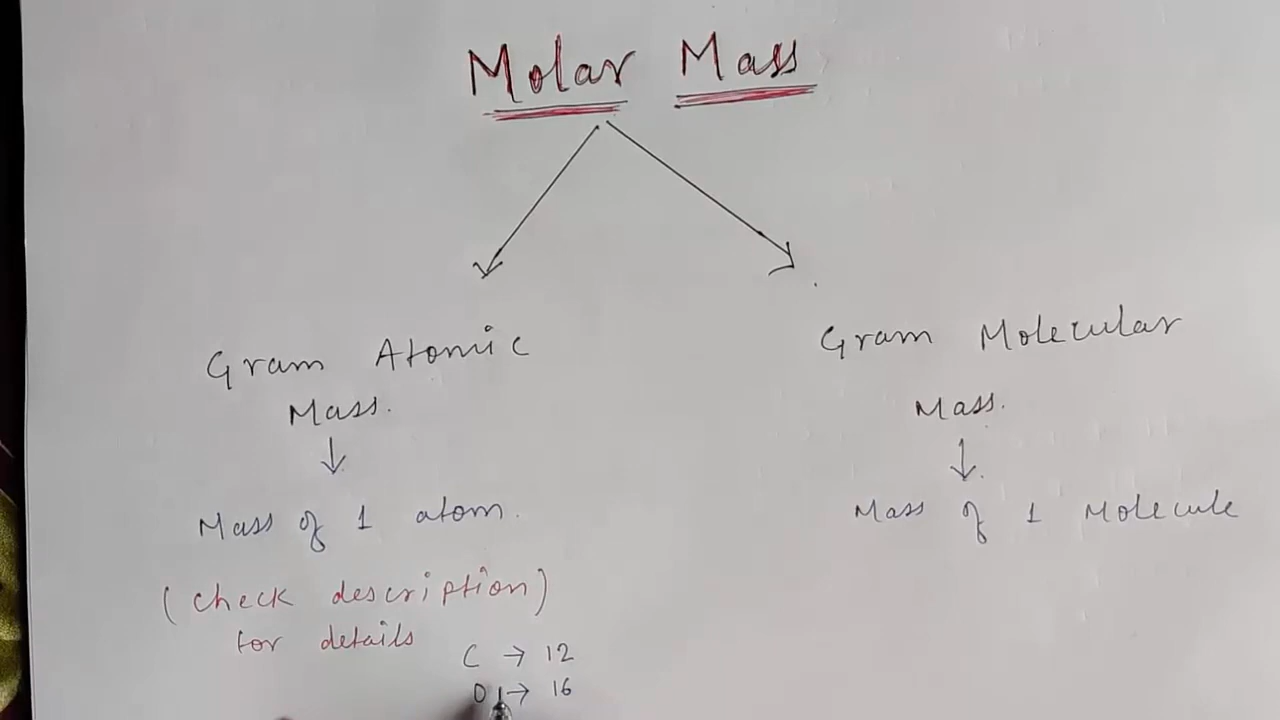 Molar Mass
Gram Atomic
Mass.
↓
Mass of 1 atom.
(check description)
for details
C → 12
O → 16
Gram Molecular
Mass.
↓
Mass of 1 Molecule